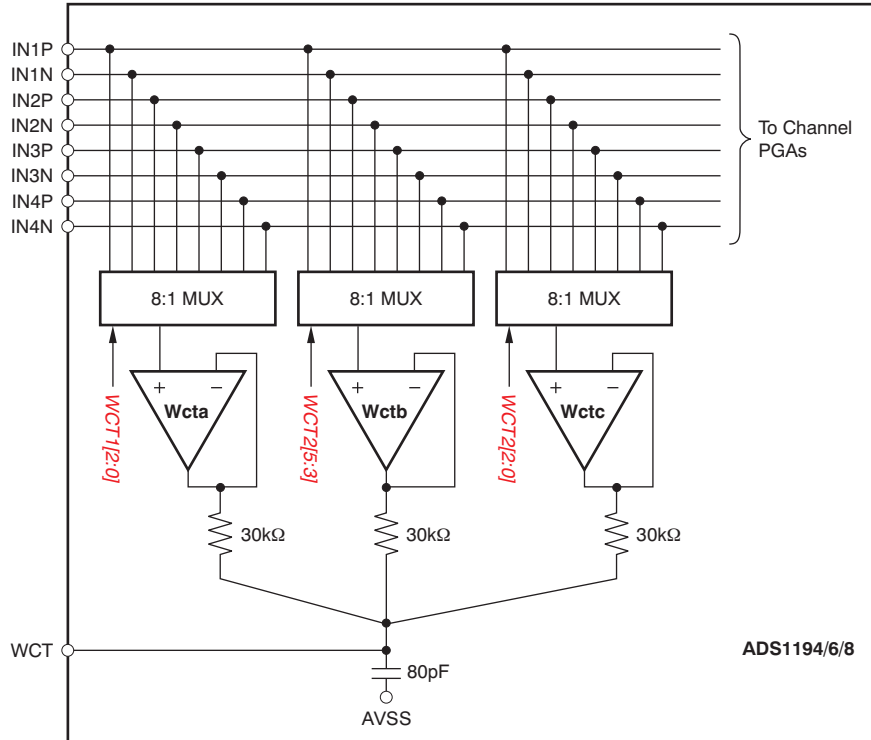 IN1P
IN1N
IN2P
IN2N
IN3P
IN3N
IN4P
IN4N
To Channel
PGAs
8:1 MUX
8:1 MUX
8:1 MUX
+ −
+ −
+ −
Wcta
Wctb
Wctc
WCT1[2:0]
WCT2[5:3]
WCT2[2:0]
30kΩ
30kΩ
30kΩ
WCT
ADS1194/6/8
80pF
AVSS